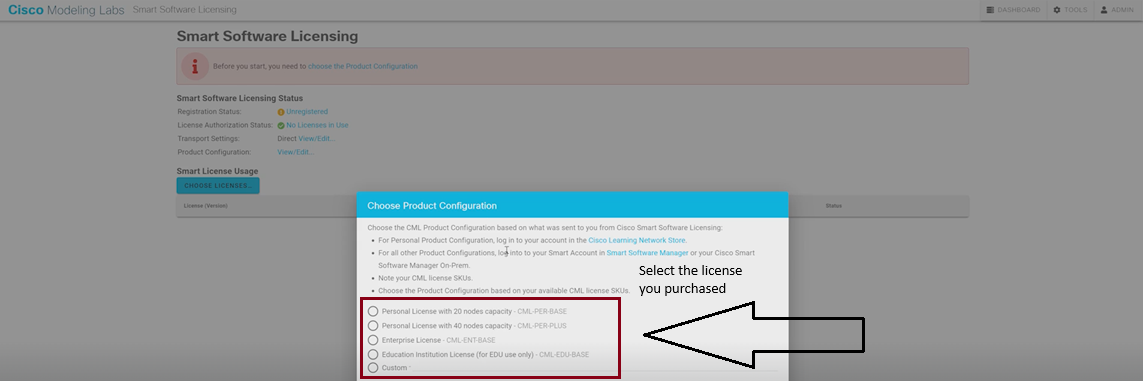 Cisco Modeling Labs Smart Software Licensing DASHBOARD TOOLS ADMIN
Smart Software Licensing
Before you start, you need to choose the Product Configuration
Smart Software Licensing Status
Registration Status: Unregistered
License Authorization Status: No Licenses in Use
Transport Settings: Direct View/Edit...
Product Configuration: View/Edit...
Smart License Usage
CHOOSE LICENSES...
License (Version) Status
Choose Product Configuration
Choose the CML Product Configuration based on what was sent to you from Cisco Smart Software Licensing:
• For Personal Product Configuration, log in to your account in the Cisco Learning Network Store.
• For all other Product Configurations, log into to your Smart Account in Smart Software Manager or your Cisco Smart
Software Manager On-Prem.
• Note your CML license SKUs.
• Choose the Product Configuration based on your available CML license SKUs.
Select the license
you purchased
Personal License with 20 nodes capacity - CML-PER-BASE
Personal License with 40 nodes capacity - CML-PER-PLUS
Enterprise License - CML-ENT-BASE
Education Institution License (for EDU use only) - CML-EDU-BASE
Custom *